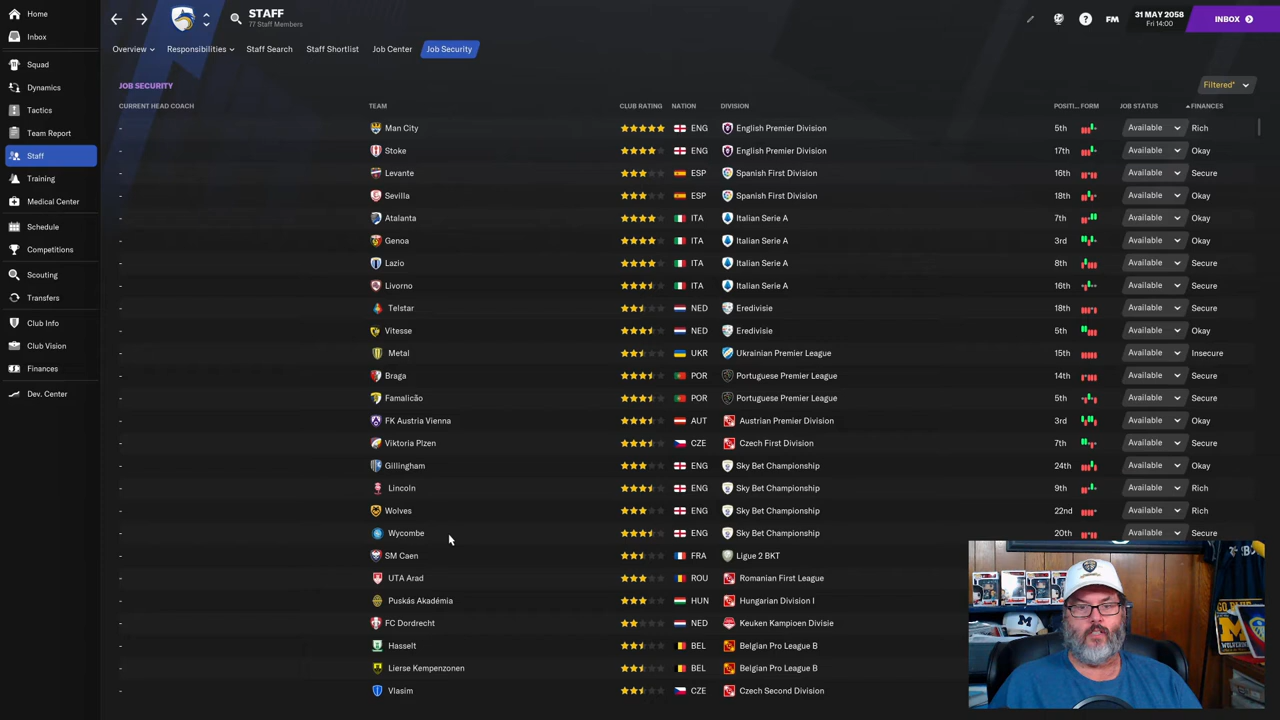 Home
Inbox
Squad
Dynamics
Tactics
Team Report
Staff
Training
Medical Center
Schedule
Competitions
Scouting
Transfers
Club Info
Club Vision
Finances
Dev. Center
STAFF
77 Staff Members
FM
31 MAY 2058
Fri 14:00
INBOX
Overview Responsibilities Staff Search Staff Shortlist Job Center Job Security
JOB SECURITY
Filtered*
CURRENT HEAD COACH TEAM CLUB RATING NATION DIVISION POSITI... FORM JOB STATUS FINANCES
- Man City ENG English Premier Division 5th Available Rich
- Stoke ENG English Premier Division 17th Available Okay
- Levante ESP Spanish First Division 16th Available Secure
- Sevilla ESP Spanish First Division 18th Available Okay
- Atalanta ITA Italian Serie A 7th Available Okay
- Genoa ITA Italian Serie A 3rd Available Okay
- Lazio ITA Italian Serie A 8th Available Secure
- Livorno ITA Italian Serie A 16th Available Secure
- Telstar NED Eredivisie 18th Available Secure
- Vitesse NED Eredivisie 5th Available Okay
- Metal UKR Ukrainian Premier League 15th Available Insecure
- Braga POR Portuguese Premier League 14th Available Secure
- Famalicão POR Portuguese Premier League 5th Available Secure
- FK Austria Vienna AUT Austrian Premier Division 3rd Available Okay
- Viktoria Plzen CZE Czech First Division 7th Available Secure
- Gillingham ENG Sky Bet Championship 24th Available Okay
- Lincoln ENG Sky Bet Championship 9th Available Rich
- Wolves ENG Sky Bet Championship 22nd Available Rich
- Wycombe ENG Sky Bet Championship 20th Available Secure
- SM Caen FRA Ligue 2 BKT
- UTA Arad ROU Romanian First League
- Puskás Akadémia HUN Hungarian Division I
- FC Dordrecht NED Keuken Kampioen Divisie
- Hasselt BEL Belgian Pro League B
- Lierse Kempenzonen BEL Belgian Pro League B
- Vlasim CZE Czech Second Division
GO BLUE
M